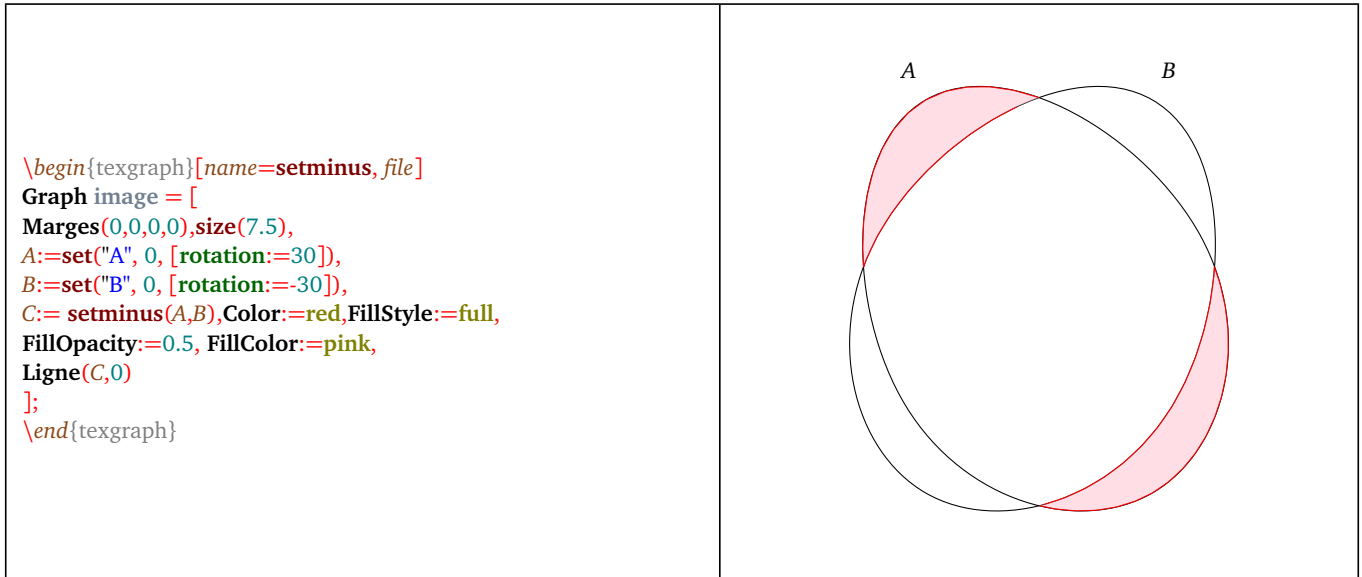 \begin{texgraph}[name=setminus, file]
Graph image = [
Marges(0,0,0,0),size(7.5),
A:=set("A", 0, [rotation:=30]),
B:=set("B", 0, [rotation:=-30]),
C:= setminus(A,B),Color:=red,FillStyle:=full,
FillOpacity:=0.5, FillColor:=pink,
Ligne(C,0)
];
\end{texgraph}
A B